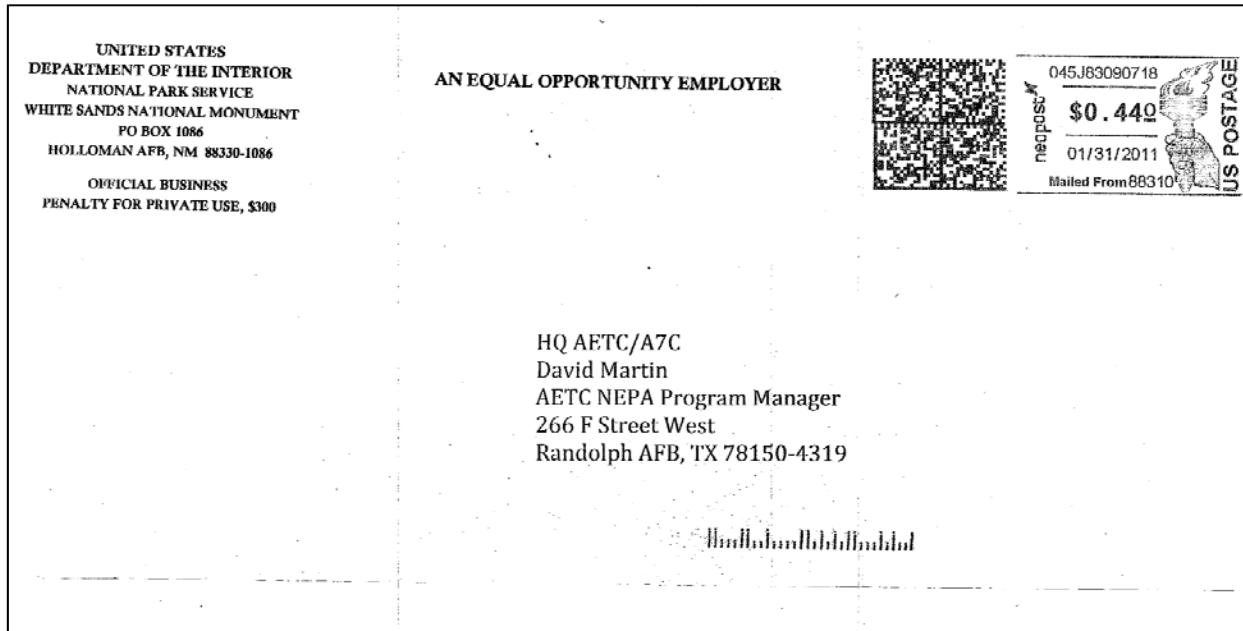 UNITED STATES
DEPARTMENT OF THE INTERIOR
NATIONAL PARK SERVICE
WHITE SANDS NATIONAL MONUMENT
PO BOX 1086
HOLLOMAN AFB, NM 88330-1086
OFFICIAL BUSINESS
PENALTY FOR PRIVATE USE, $300
AN EQUAL OPPORTUNITY EMPLOYER
neopost
045J83090718
$0.440
01/31/2011
Mailed From 88310
US POSTAGE
HQ AETC/A7C
David Martin
AETC NEPA Program Manager
266 F Street West
Randolph AFB, TX 78150-4319